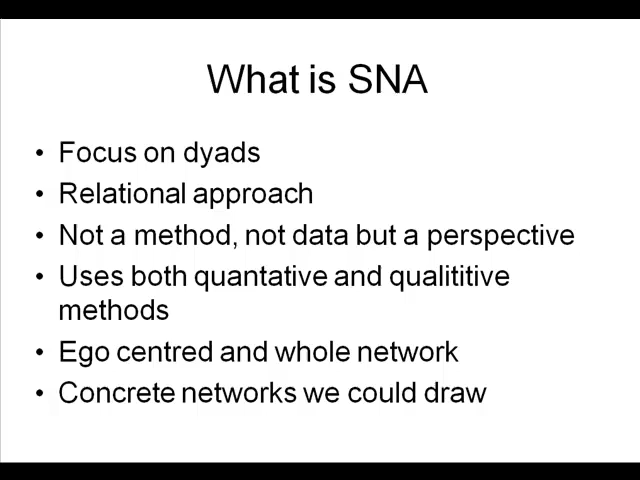 What is SNA
• Focus on dyads
• Relational approach
• Not a method, not data but a perspective
• Uses both quantative and qualititive
methods
• Ego centred and whole network
• Concrete networks we could draw